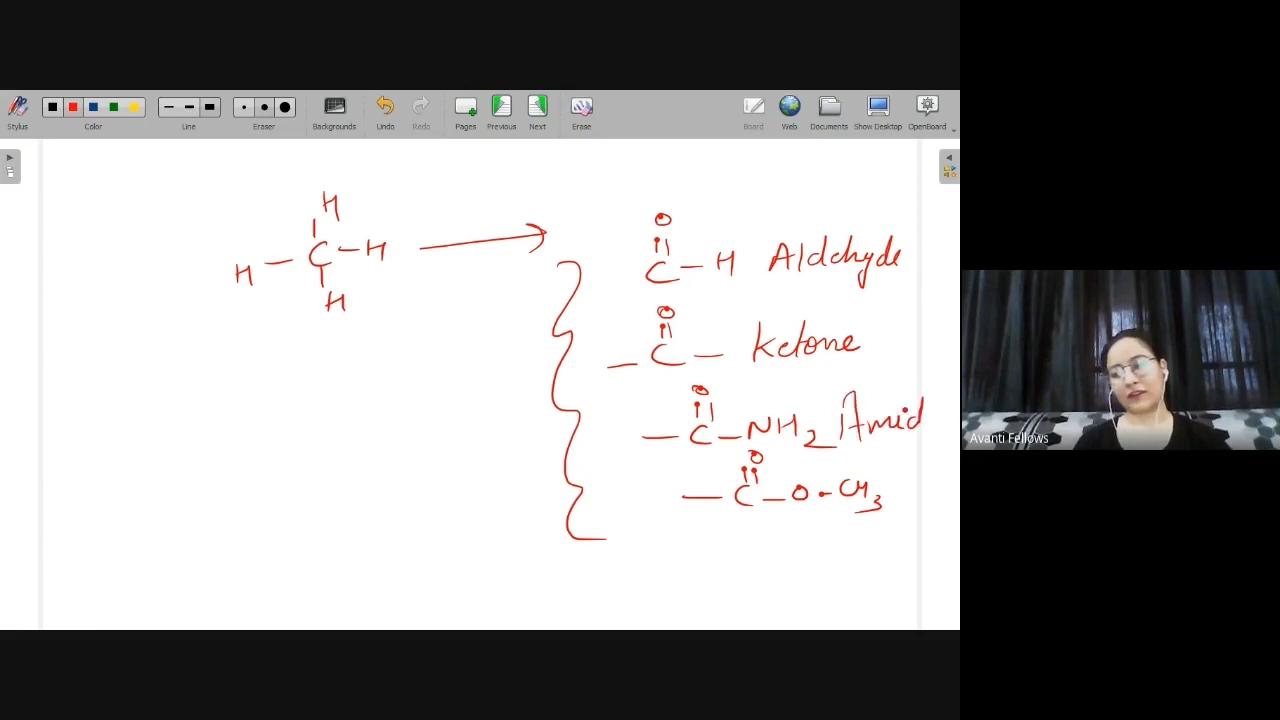 Stylus Color Line Eraser Backgrounds Undo Redo Pages Previous Next Erase Board Web Documents Show Desktop OpenBoard
H
H – C – H
H
O
C – H Aldehyde
O
– C – Ketone
O
– C – NH2 Amid
O
– C – O - CH3
Avanti Fellows